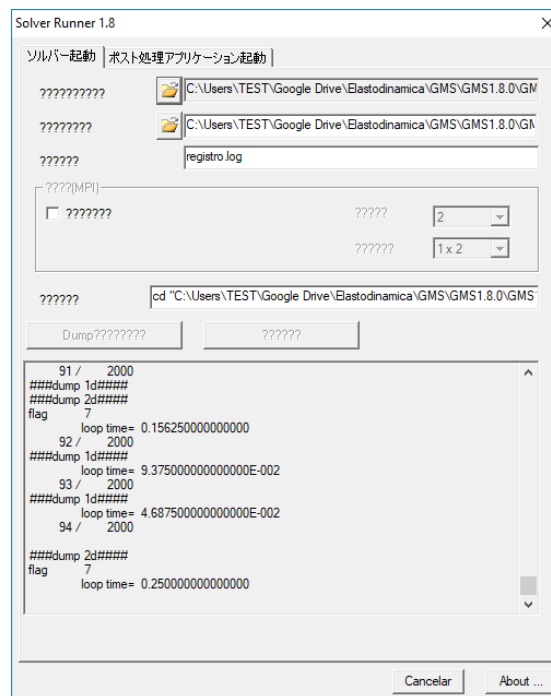 Solver Runner 1.8
ソルバー起動 ポスト処理アプリケーション起動
?????????? C:\Users\TEST\Google Drive\Elastodinamica\GMS\GMS1.8.0\GM
???????? C:\Users\TEST\Google Drive\Elastodinamica\GMS\GMS1.8.0\GM
?????? registro.log
????(MPI)
??????? ????? 2
?????? 1 x 2
?????? cd "C:\Users\TEST\Google Drive\Elastodinamica\GMS\GMS1.8.0\GMS
Dump???????? ??????
91 / 2000
###dump 1d####
###dump 2d####
flag 7
loop time= 0.156250000000000
92 / 2000
###dump 1d####
loop time= 9.375000000000000E-002
93 / 2000
###dump 1d####
loop time= 4.687500000000000E-002
94 / 2000
###dump 2d####
flag 7
loop time= 0.250000000000000
Cancelar About ...